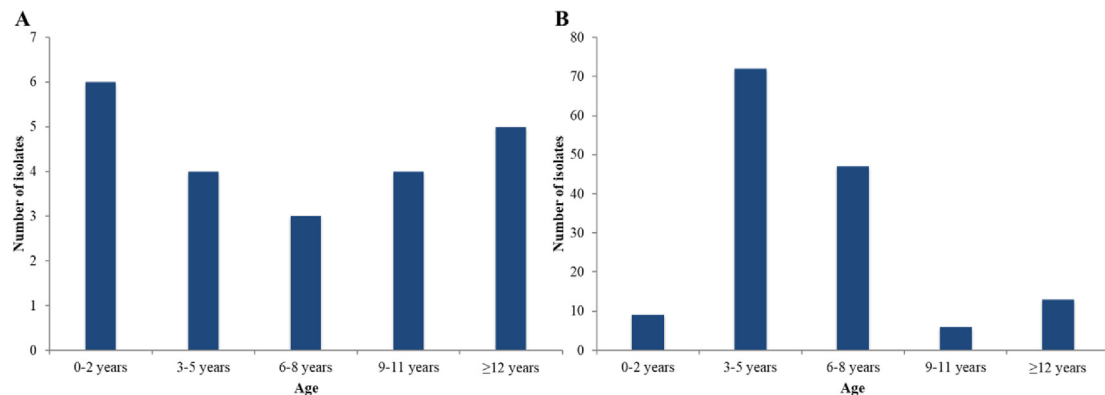 A
7
6
5
4
3
2
1
0
Number of isolates
0-2 years 3-5 years 6-8 years 9-11 years ≥12 years
Age
B
80
70
60
50
40
30
20
10
0
Number of isolates
0-2 years 3-5 years 6-8 years 9-11 years ≥12 years
Age